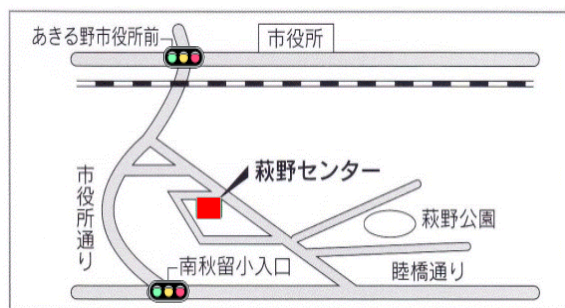 あきる野市役所前
市役所
萩野センター
市役所通り
萩野公園
南秋留小入口
睦橋通り